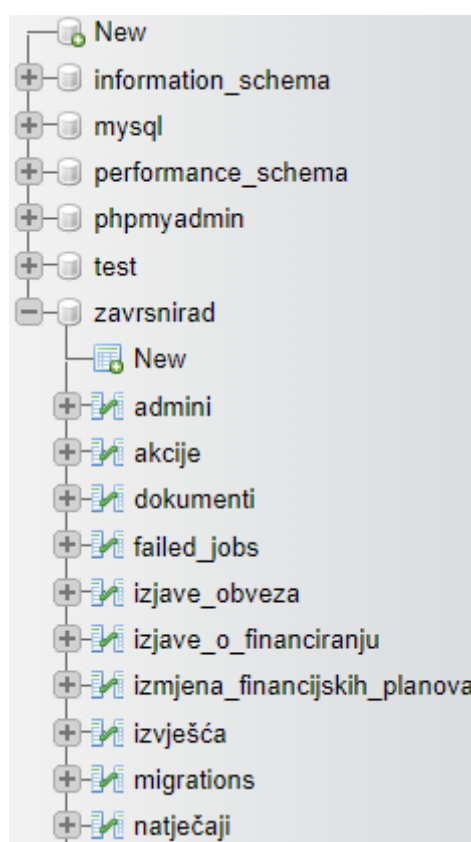 New
information_schema
mysql
performance_schema
phpmyadmin
test
zavrsnirad
New
admini
akcije
dokumenti
failed_jobs
izjave_obveza
izjave_o_financiranju
izmjena_financijskih_planova
izvješća
migrations
natječaji